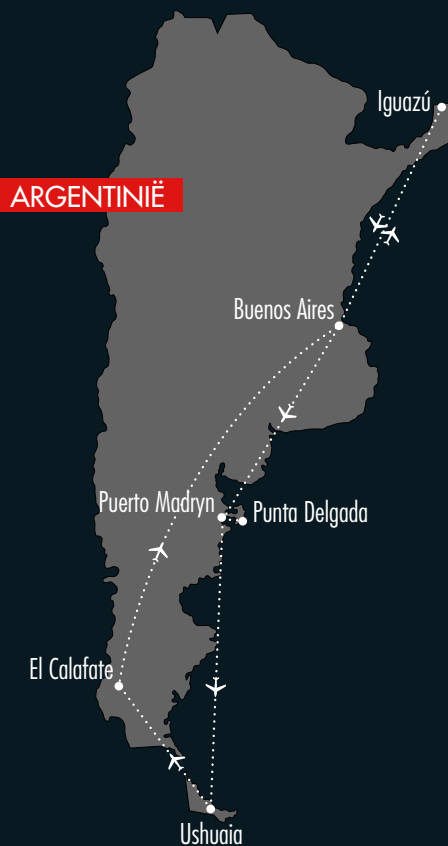 Iguazú
ARGENTINIË
Buenos Aires
Puerto Madryn
Punta Delgada
El Calafate
Ushuaia